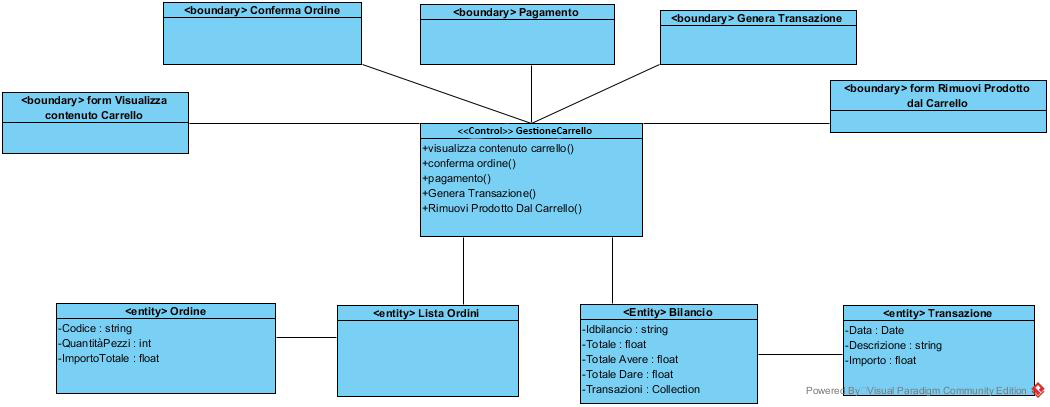 <boundary> Conferma Ordine
<boundary> Pagamento
<boundary> Genera Transazione
<boundary> form Visualizza
contenuto Carrello
<boundary> form Rimuovi Prodotto
dal Carrello
<<Control>> GestioneCarrello
+visualizza contenuto carrello()
+conferma ordine()
+pagamento()
+Genera Transazione()
+Rimuovi Prodotto Dal Carrello()
<entity> Ordine
-Codice : string
-QuantitàPezzi : int
-ImportoTotale : float
<entity> Lista Ordini
<Entity> Bilancio
-Idbilancio : string
-Totale : float
-Totale Avere : float
-Totale Dare : float
-Transazioni : Collection
<entity> Transazione
-Data : Date
-Descrizione : string
-Importo : float
Powered By Visual Paradigm Community Edition